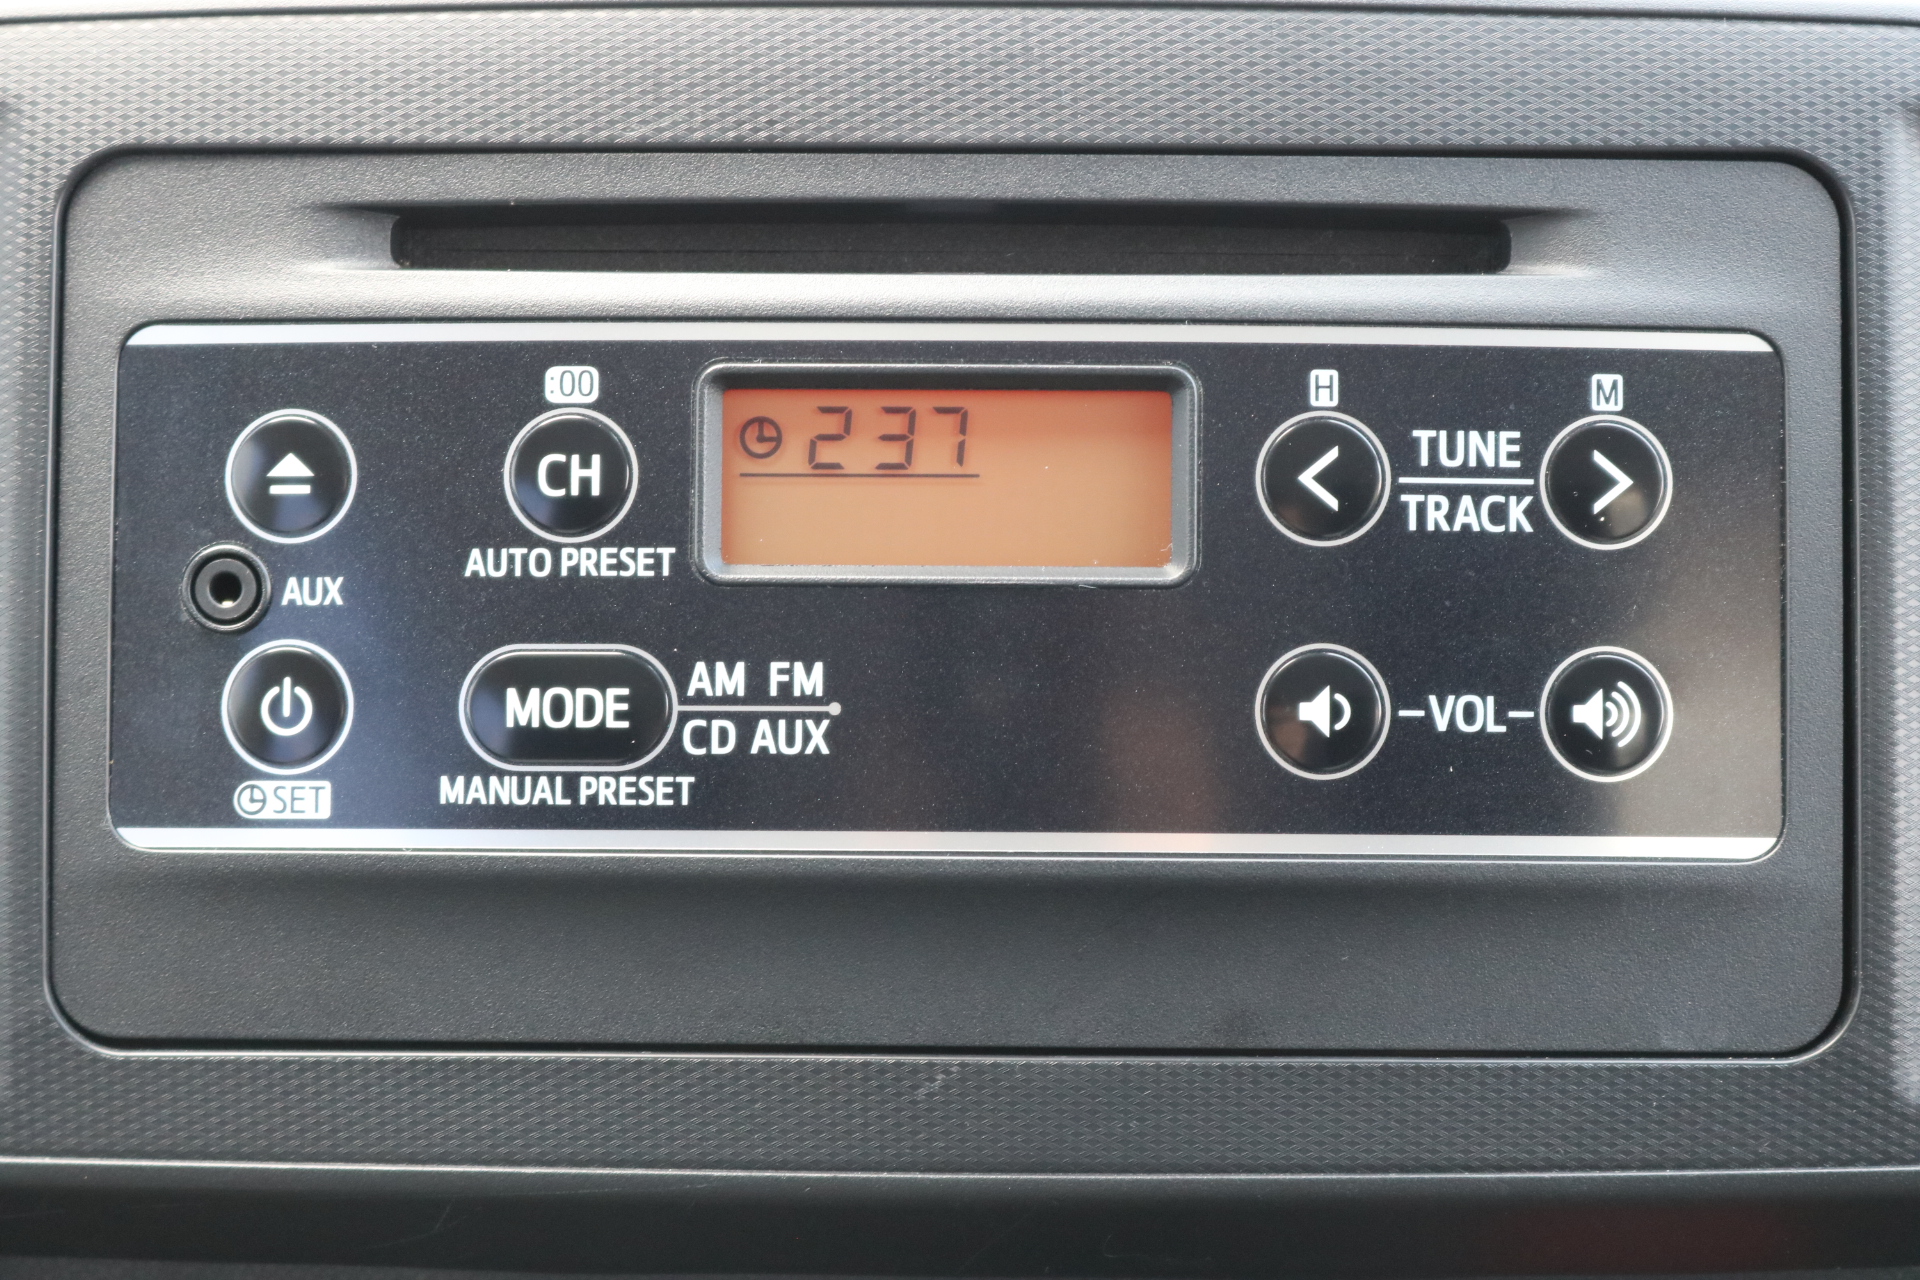 :00
H
M
CH
237
TUNE
TRACK
AUTO PRESET
AUX
MODE
AM FM
CD AUX
-VOL-
SET
MANUAL PRESET